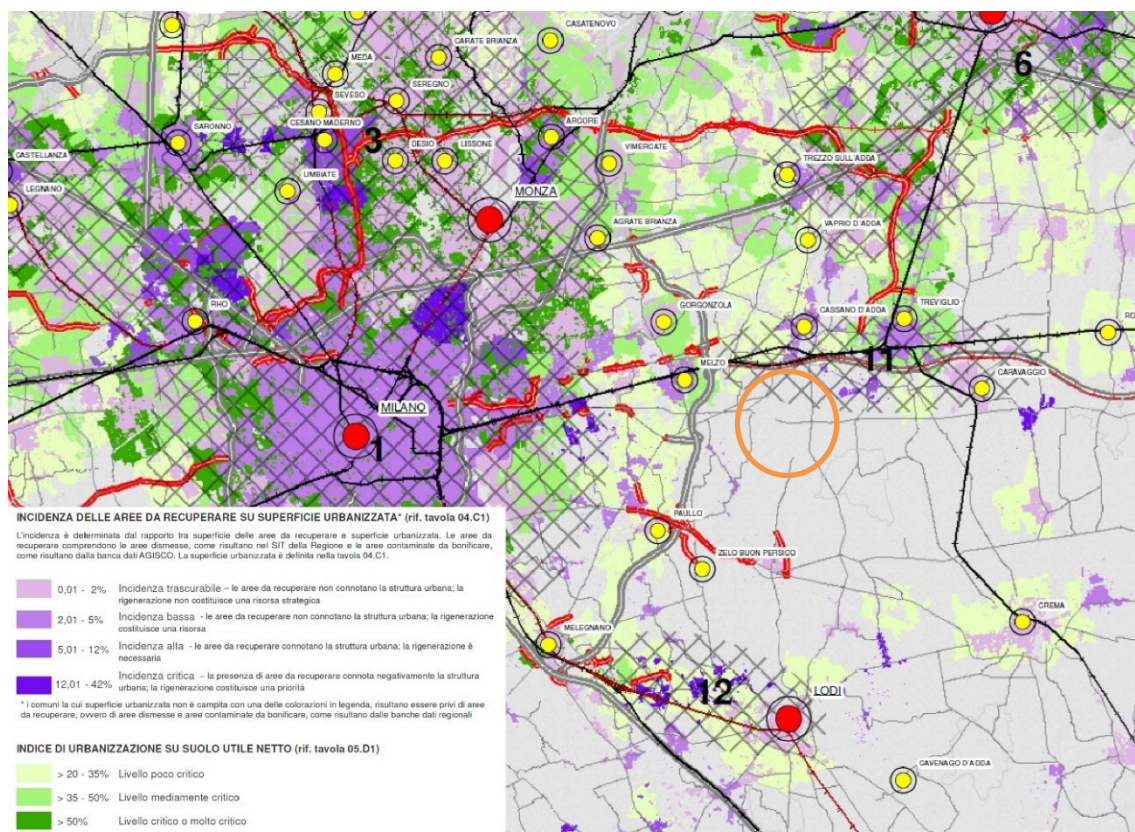 CASATENOVO
CARATE BRIANZA
6
MEDA
SEREGNO
SEVESO
CESANO MADERNO
ARGORE
SARONNO
3
DESIO
LISSONE
VIMERCATE
CASTELLANZA
TREZZO SULL'ADDA
LEGNANO
LIMBIATE
MONZA
AGRATE BRIANZA
VAPRIO D'ADDA
RHO
GORGONZOLA
CASSANO D'ADDA
TREVIGLIO
RO
MELZO
11
CARAVAGGIO
MILANO
1
PAULLO
ZELO BUON PERSICO
CREMA
MELEGNANO
12
LODI
CAVENAGO D'ADDA
INCIDENZA DELLE AREE DA RECUPERARE SU SUPERFICIE URBANIZZATA* (rif. tavola 04.C1)
L'incidenza è determinata dal rapporto tra superficie delle aree da recuperare e superficie urbanizzata. Le aree da
recuperare comprendono le aree dismesse, come risultano nel SIT della Regione e le aree contaminate da bonificare,
come risultano dalla banca dati AGISCO. La superficie urbanizzata è definita nella tavola 04.C1.
0,01 - 2% Incidenza trascurabile – le aree da recuperare non connotano la struttura urbana; la
rigenerazione non costituisce una risorsa strategica
2,01 - 5% Incidenza bassa - le aree da recuperare non connotano la struttura urbana; la rigenerazione
costituisce una risorsa
5,01 - 12% Incidenza alta - le aree da recuperare connotano la struttura urbana; la rigenerazione è
necessaria
12,01 - 42% Incidenza critica – la presenza di aree da recuperare connota negativamente la struttura
urbana; la rigenerazione costituisce una priorità
* i comuni la cui superficie urbanizzata non è campita con una delle colorazioni in legenda, risultano essere privi di aree
da recuperare, ovvero di aree dismesse e aree contaminate da bonificare, come risultano dalle banche dati regionali
INDICE DI URBANIZZAZIONE SU SUOLO UTILE NETTO (rif. tavola 05.D1)
> 20 - 35% Livello poco critico
> 35 - 50% Livello mediamente critico
> 50% Livello critico o molto critico